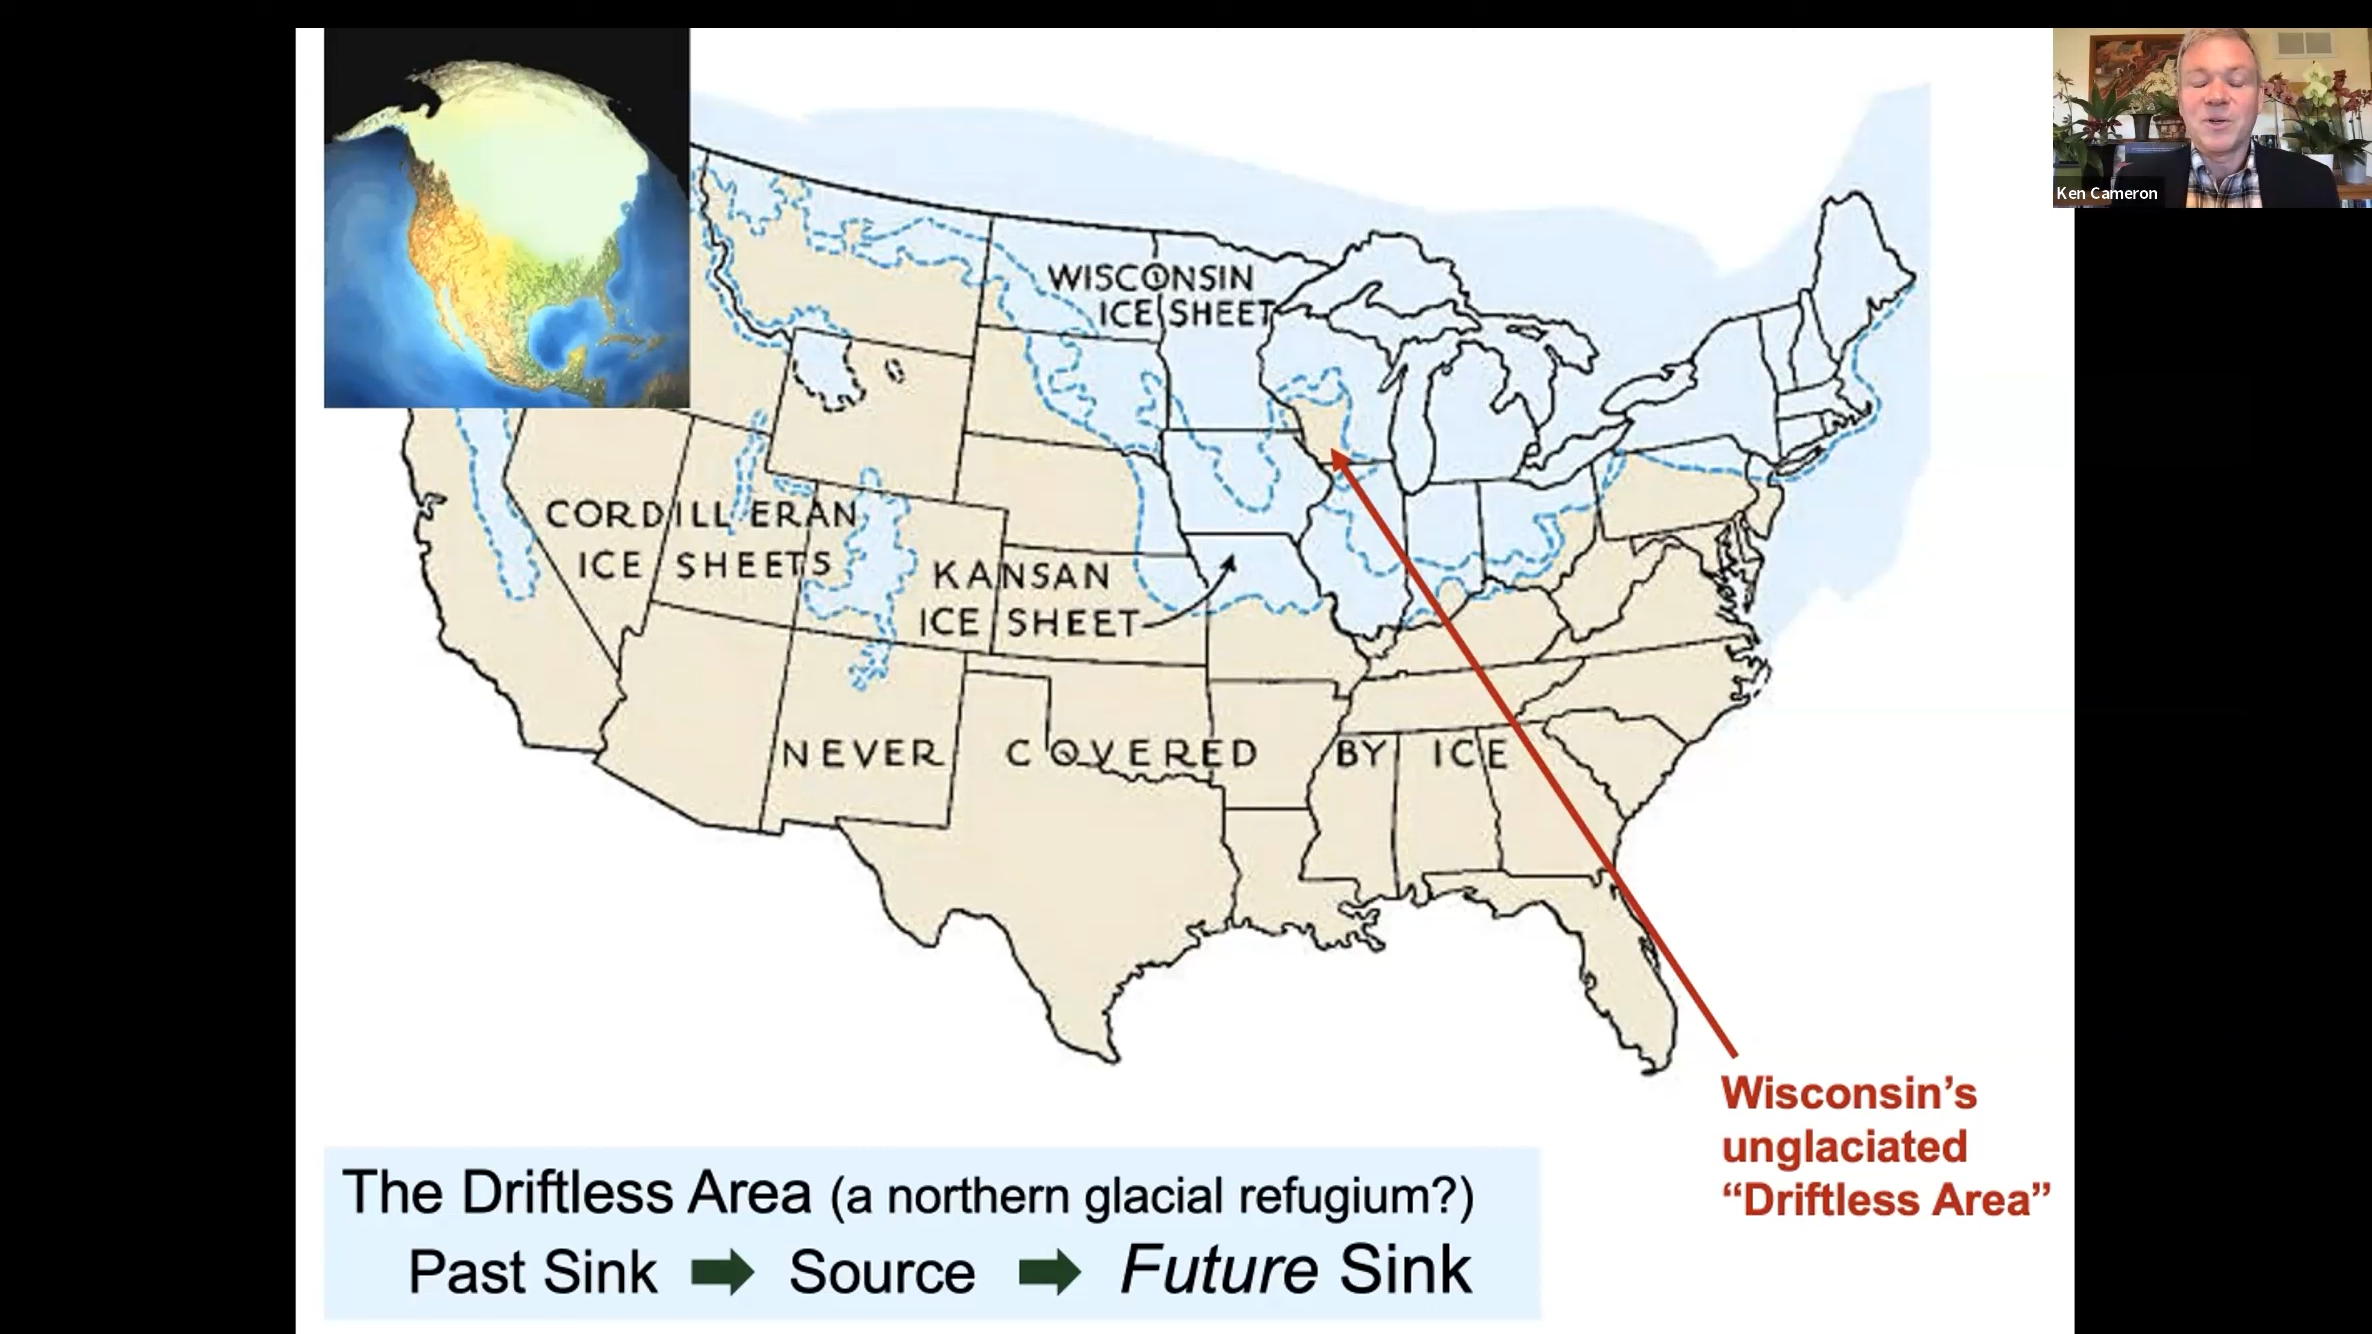 Ken Cameron
WISCONSIN
ICE SHEET
CORDILLERAN
ICE SHEETS
KANSAN
ICE SHEET
NEVER COVERED BY ICE
Wisconsin’s
unglaciated
“Driftless Area”
The Driftless Area (a northern glacial refugium?)
Past Sink Source Future Sink